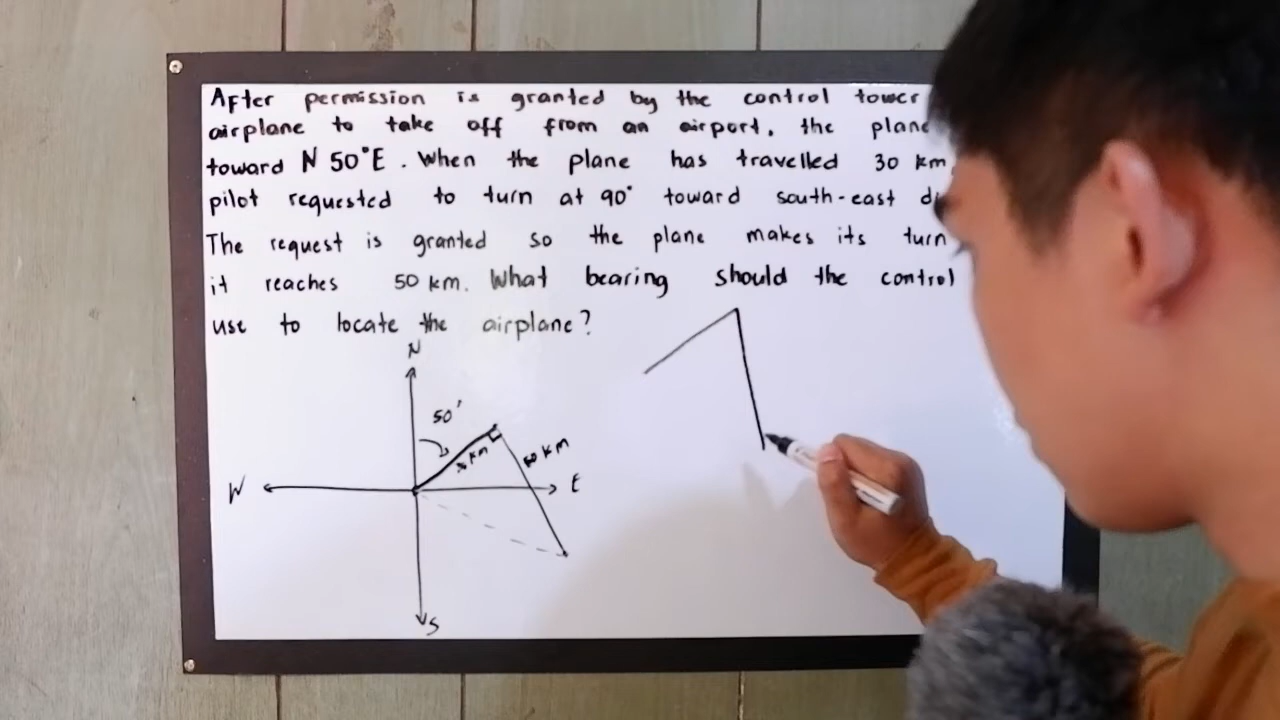 After permission is granted by the control tower
airplane to take off from an airport, the plane
toward N 50°E. When the plane has travelled 30 km
pilot requested to turn at 90° toward south-east
The request is granted so the plane makes its turn
it reaches 50 km. What bearing should the control
use to locate the airplane?
N
50°
km
km
W
E
S